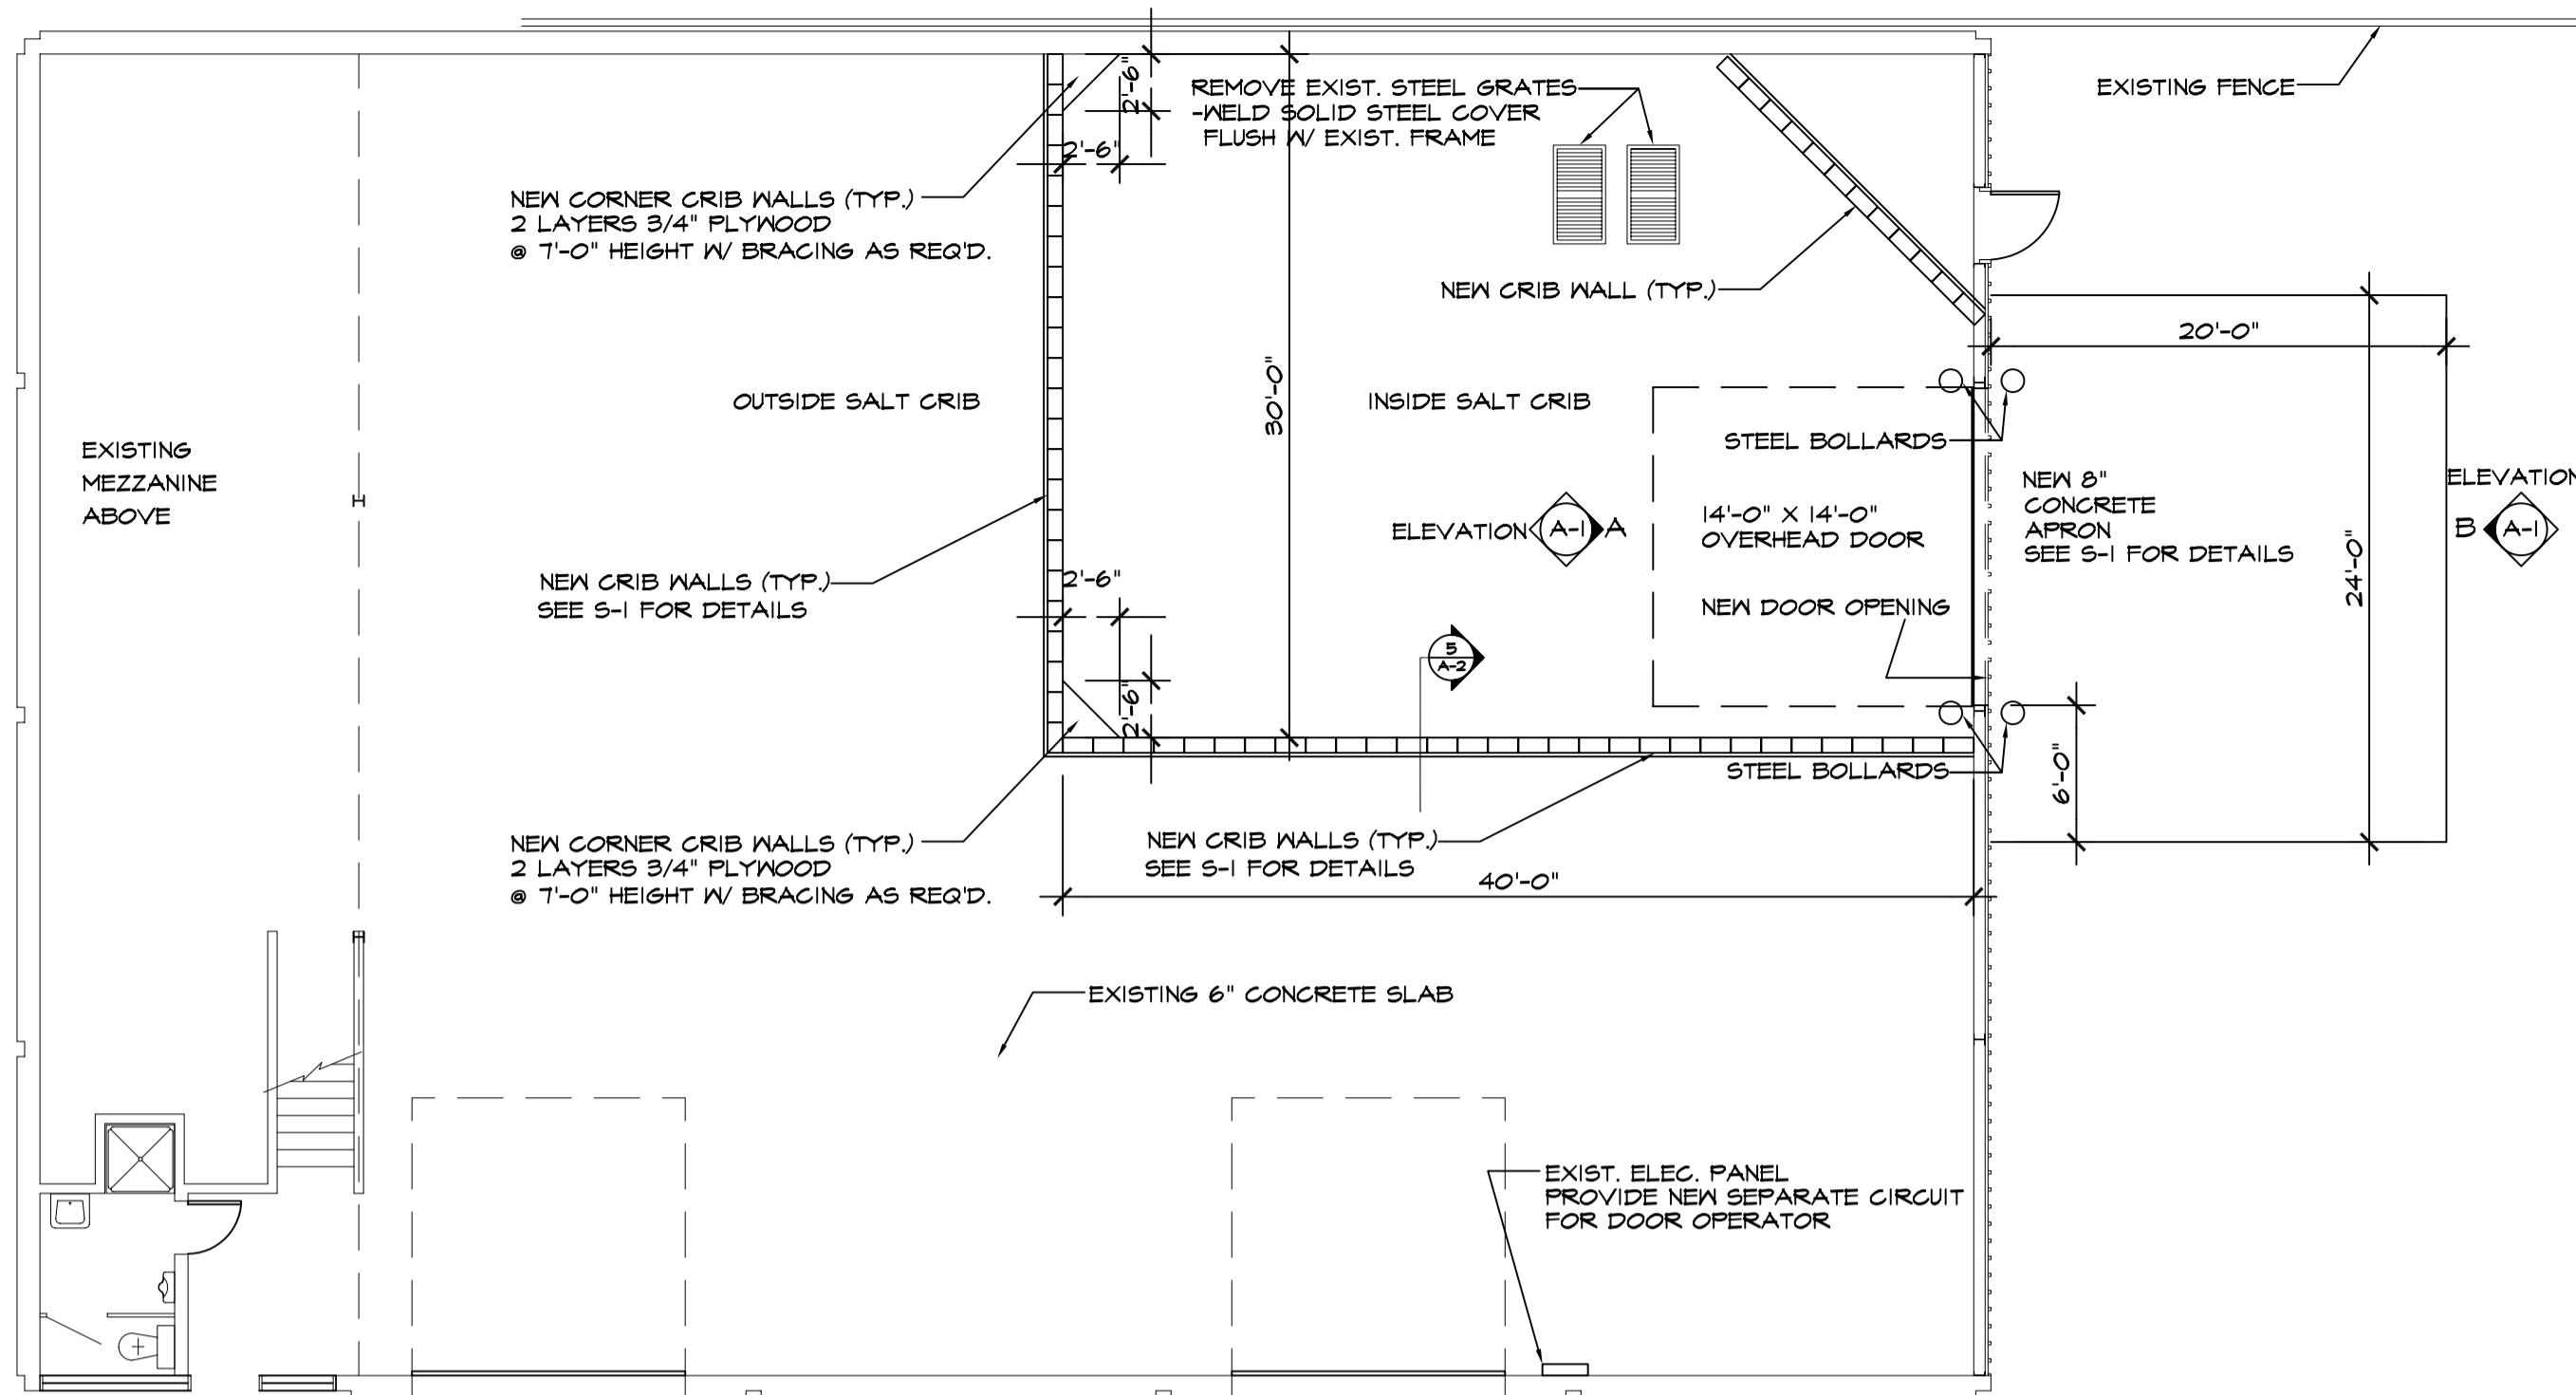 2'-6"
REMOVE EXIST. STEEL GRATES
-WELD SOLID STEEL COVER
FLUSH W/ EXIST. FRAME
EXISTING FENCE
2'-6"
NEW CORNER CRIB WALLS (TYP.)
2 LAYERS 3/4" PLYWOOD
@ 7'-0" HEIGHT W/ BRACING AS REQ'D.
NEW CRIB WALL (TYP.)
20'-0"
30'-0"
OUTSIDE SALT CRIB
INSIDE SALT CRIB
STEEL BOLLARDS
EXISTING
MEZZANINE
ABOVE
NEW 8"
CONCRETE
APRON
SEE S-1 FOR DETAILS
ELEVATION
B A-1
ELEVATION A-1 A
14'-0" X 14'-0"
OVERHEAD DOOR
24'-0"
NEW CRIB WALLS (TYP.)
SEE S-1 FOR DETAILS
2'-6"
NEW DOOR OPENING
5
A-2
2'-6"
STEEL BOLLARDS
6'-0"
NEW CORNER CRIB WALLS (TYP.)
2 LAYERS 3/4" PLYWOOD
@ 7'-0" HEIGHT W/ BRACING AS REQ'D.
NEW CRIB WALLS (TYP.)
SEE S-1 FOR DETAILS
40'-0"
EXISTING 6" CONCRETE SLAB
EXIST. ELEC. PANEL
PROVIDE NEW SEPARATE CIRCUIT
FOR DOOR OPERATOR